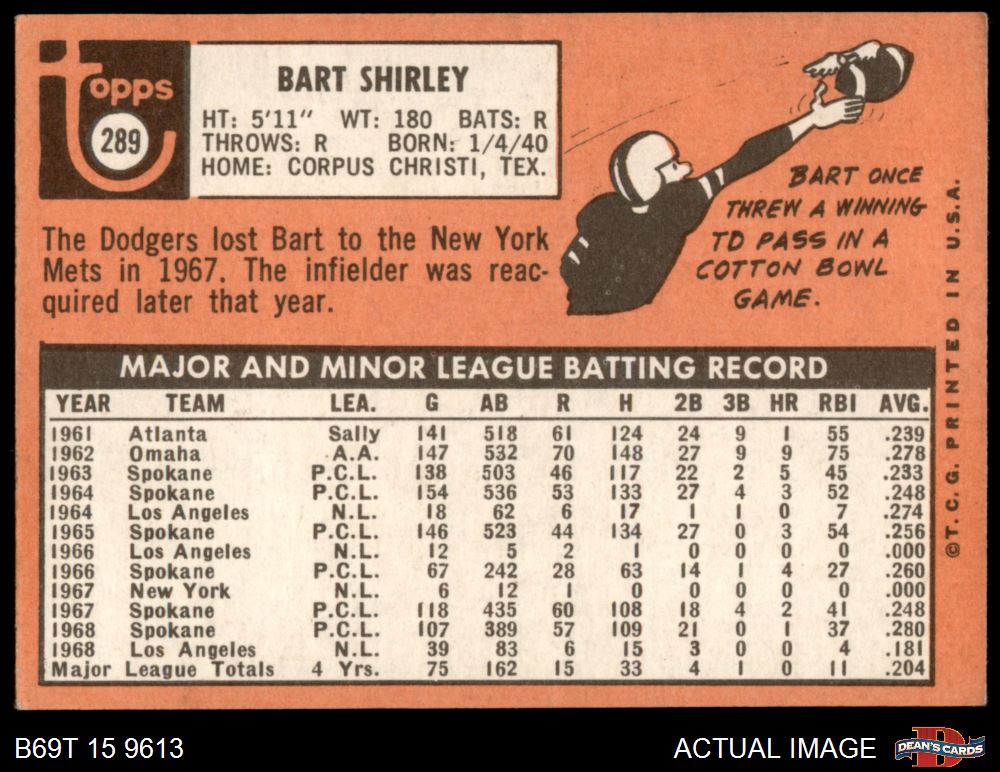 topps
289
BART SHIRLEY
HT: 5'11" WT: 180 BATS: R
THROWS: R BORN: 1/4/40
HOME: CORPUS CHRISTI, TEX.
The Dodgers lost Bart to the New York
Mets in 1967. The infielder was reac-
quired later that year.
BART ONCE
THREW A WINNING
TD PASS IN A
COTTON BOWL
GAME.
MAJOR AND MINOR LEAGUE BATTING RECORD
YEAR TEAM LEA. G AB R H 2B 3B HR RBI AVG.
1961 Atlanta Sally 141 518 61 124 24 9 1 55 .239
1962 Omaha A.A. 147 532 70 148 27 9 9 75 .278
1963 Spokane P.C.L. 138 503 46 117 22 2 5 45 .233
1964 Spokane P.C.L. 154 536 53 133 27 4 3 52 .248
1964 Los Angeles N.L. 18 62 6 17 1 1 0 7 .274
1965 Spokane P.C.L. 146 523 44 134 27 0 3 54 .256
1966 Los Angeles N.L. 12 5 2 1 0 0 0 0 .000
1966 Spokane P.C.L. 67 242 28 63 14 1 4 27 .260
1967 New York N.L. 6 12 1 0 0 0 0 0 .000
1967 Spokane P.C.L. 118 435 60 108 18 4 2 41 .248
1968 Spokane P.C.L. 107 389 57 109 21 0 1 37 .280
1968 Los Angeles N.L. 39 83 6 15 3 0 0 4 .181
Major League Totals 4 Yrs. 75 162 15 33 4 1 0 11 .204
©T.C.G. PRINTED IN U.S.A.
B69T 15 9613
ACTUAL IMAGE
DEAN'S CARDS